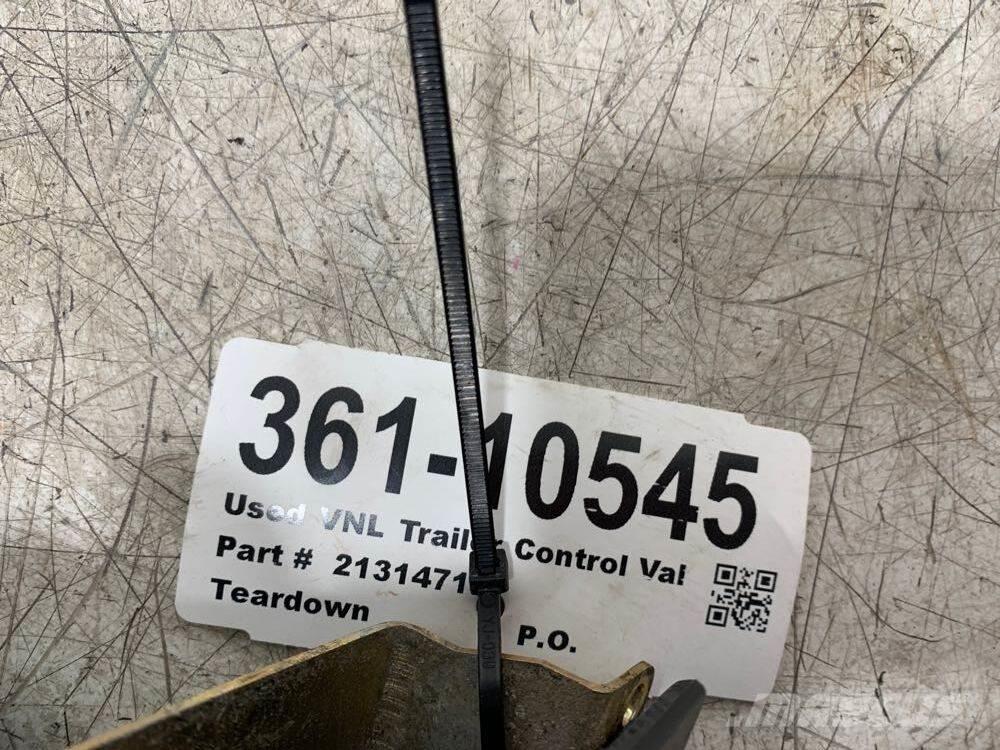 361-10545
Used VNL Trailer Control Val
Part # 2131471
Teardown P.O.